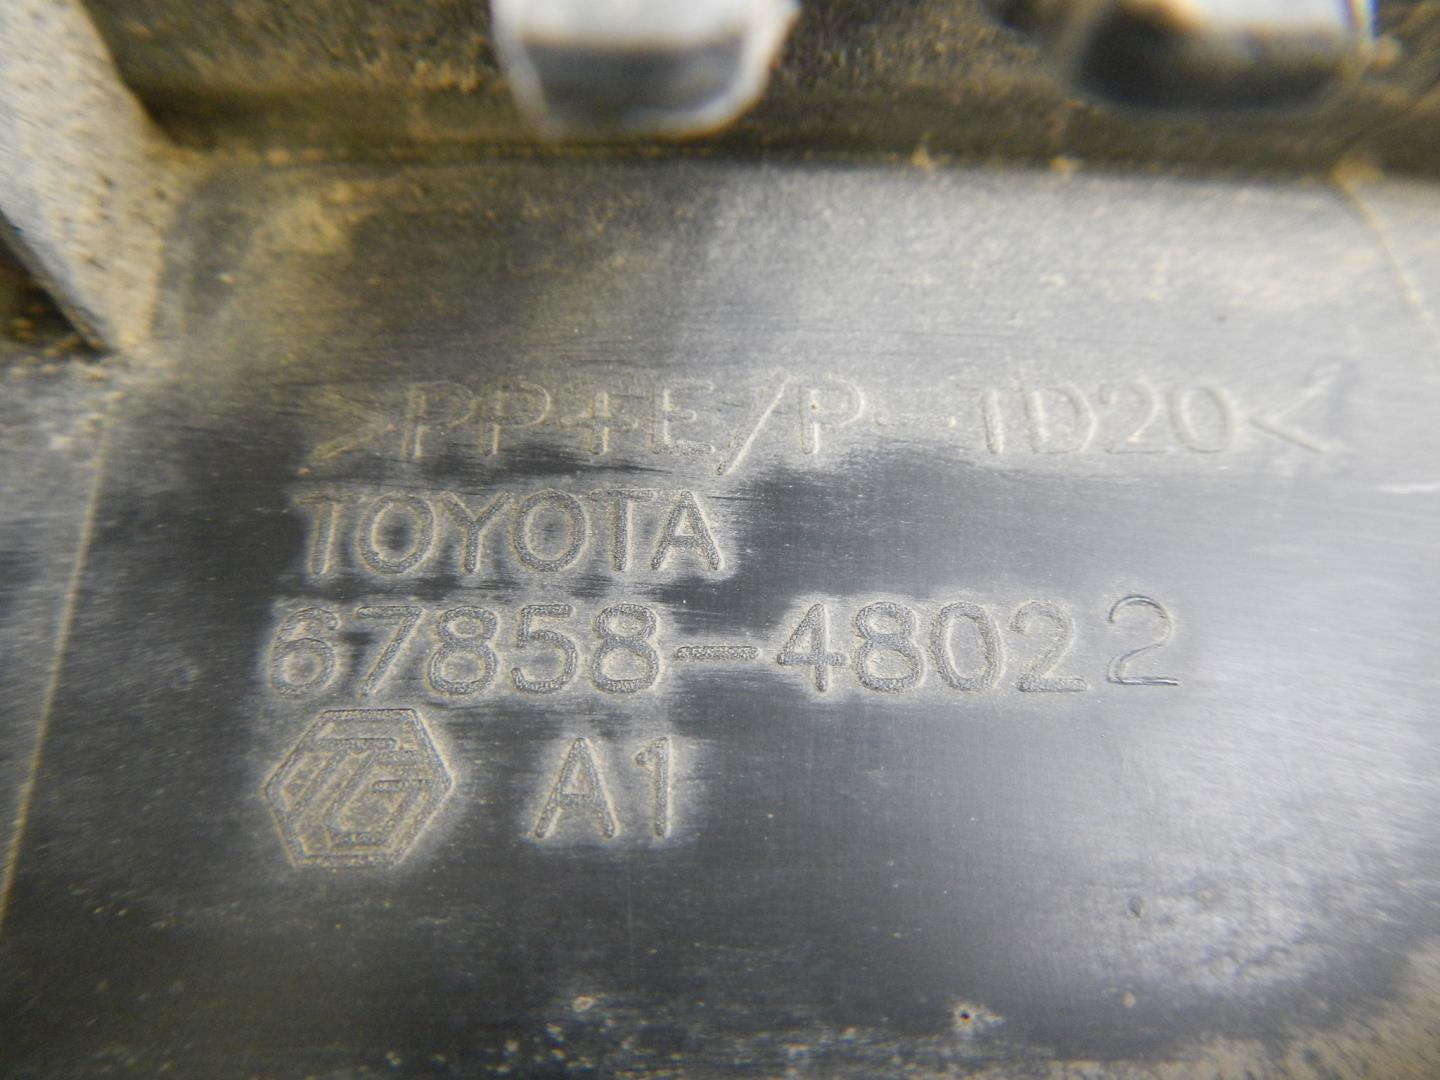 >PP+E/P-TD20<
TOYOTA
67858-48022
A1